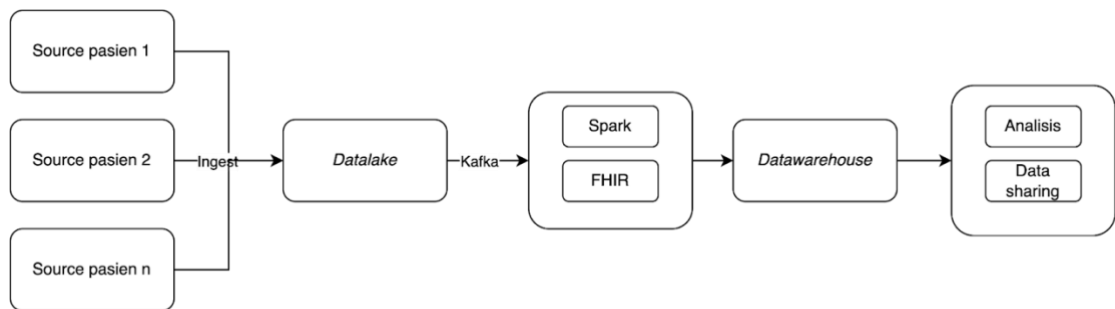 Source pasien 1
Source pasien 2
Source pasien n
Ingest
Datalake
Kafka
Spark
FHIR
Datawarehouse
Analisis
Data
sharing